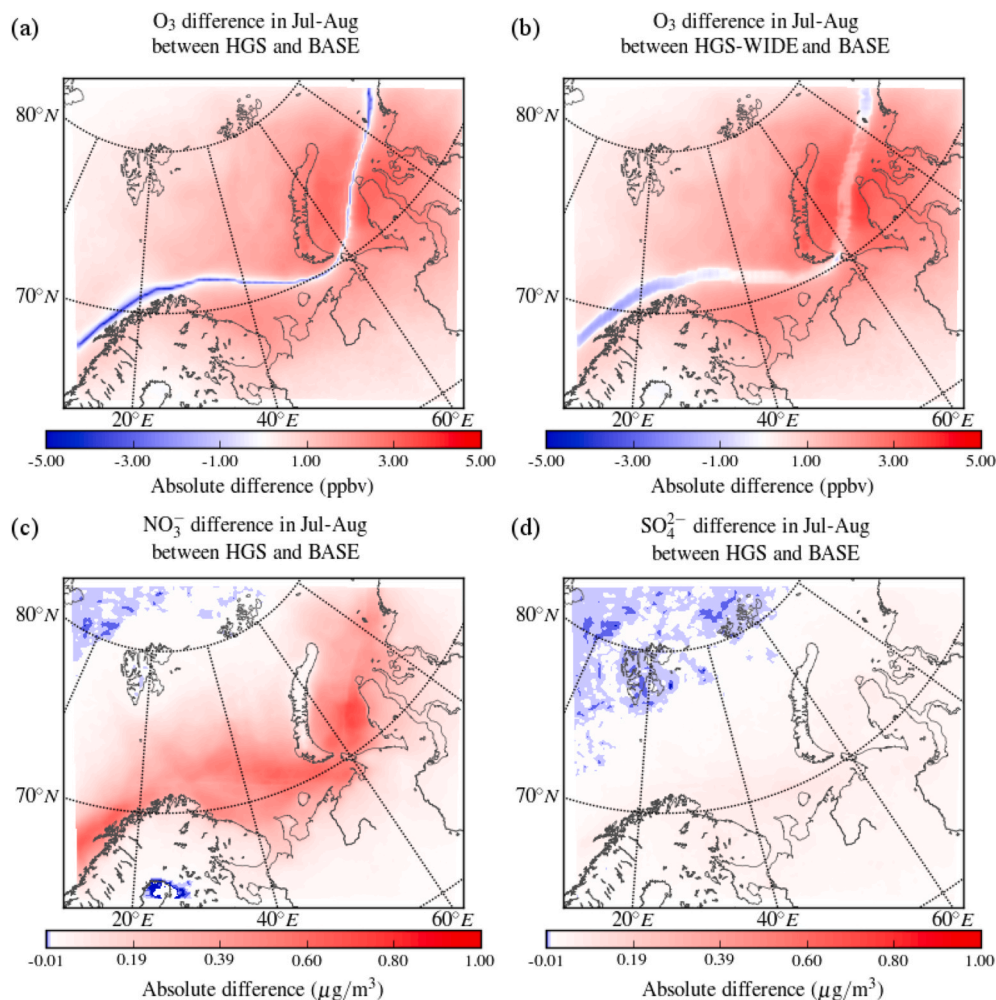 (a)
O₃ difference in Jul-Aug
between HGS and BASE
80°N
70°N
20°E
40°E
60°E
-5.00 -3.00 -1.00 1.00 3.00 5.00
Absolute difference (ppbv)
(b)
O₃ difference in Jul-Aug
between HGS-WIDE and BASE
80°N
70°N
20°E
40°E
60°E
-5.00 -3.00 -1.00 1.00 3.00 5.00
Absolute difference (ppbv)
(c)
NO₃⁻ difference in Jul-Aug
between HGS and BASE
80°N
70°N
20°E
40°E
60°E
-0.01 0.19 0.39 0.60 0.80 1.00
Absolute difference (μg/m³)
(d)
SO₄²⁻ difference in Jul-Aug
between HGS and BASE
80°N
70°N
20°E
40°E
60°E
-0.01 0.19 0.39 0.60 0.80 1.00
Absolute difference (μg/m³)